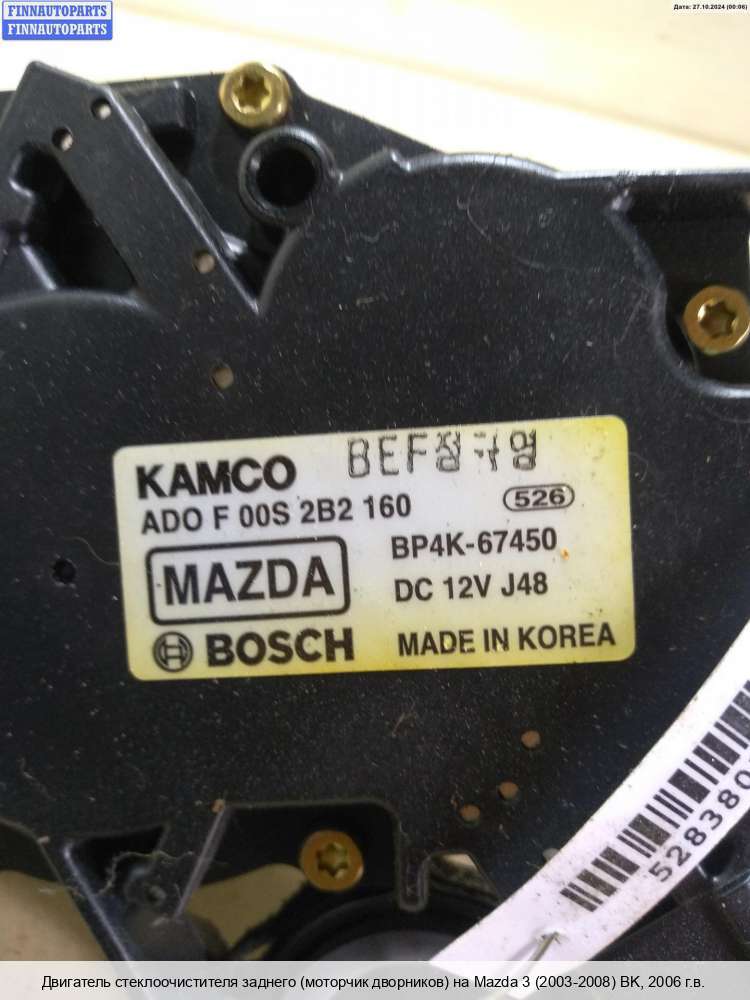 FINNAUTOPARTS
FINNAUTOPARTS
Дата: 27.10.2024 (00:06)
KAMCO
ADO F 00S 2B2 160
526
MAZDA
BP4K-67450
DC 12V J48
BOSCH
MADE IN KOREA
Двигатель стеклоочистителя заднего (моторчик дворников) на Mazda 3 (2003-2008) BK, 2006 г.в.